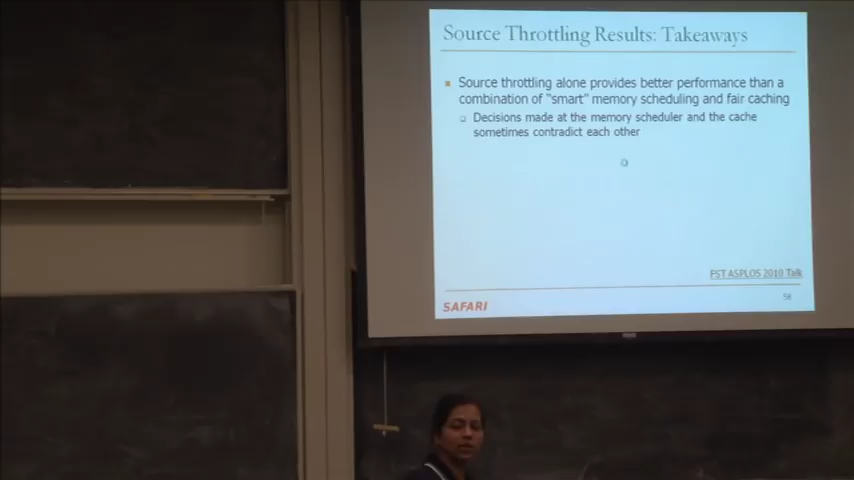 Source Throttling Results: Takeaways
Source throttling alone provides better performance than a
combination of "smart" memory scheduling and fair caching
Decisions made at the memory scheduler and the cache
sometimes contradict each other
FST ASPLOS 2010 Talk
SAFARI
58